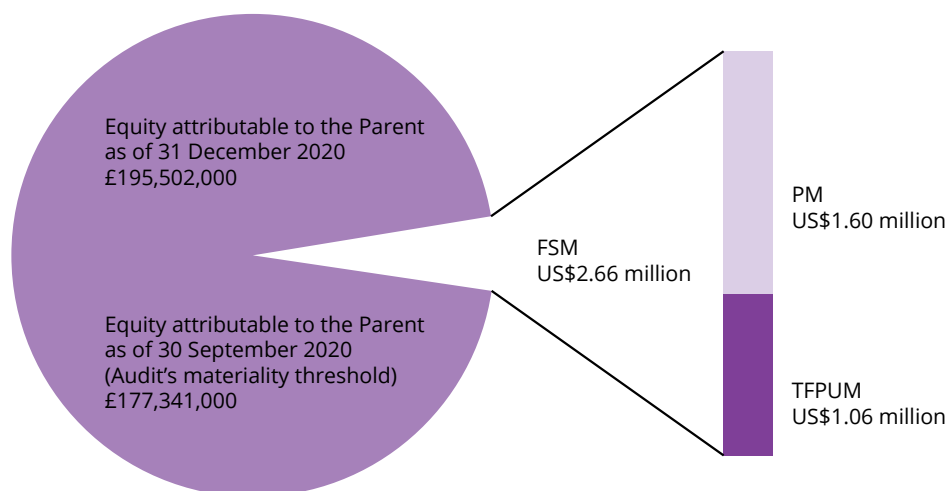 Equity attributable to the Parent
as of 31 December 2020
£195,502,000
Equity attributable to the Parent
as of 30 September 2020
(Audit’s materiality threshold)
£177,341,000
FSM
US$2.66 million
PM
US$1.60 million
TFPUM
US$1.06 million